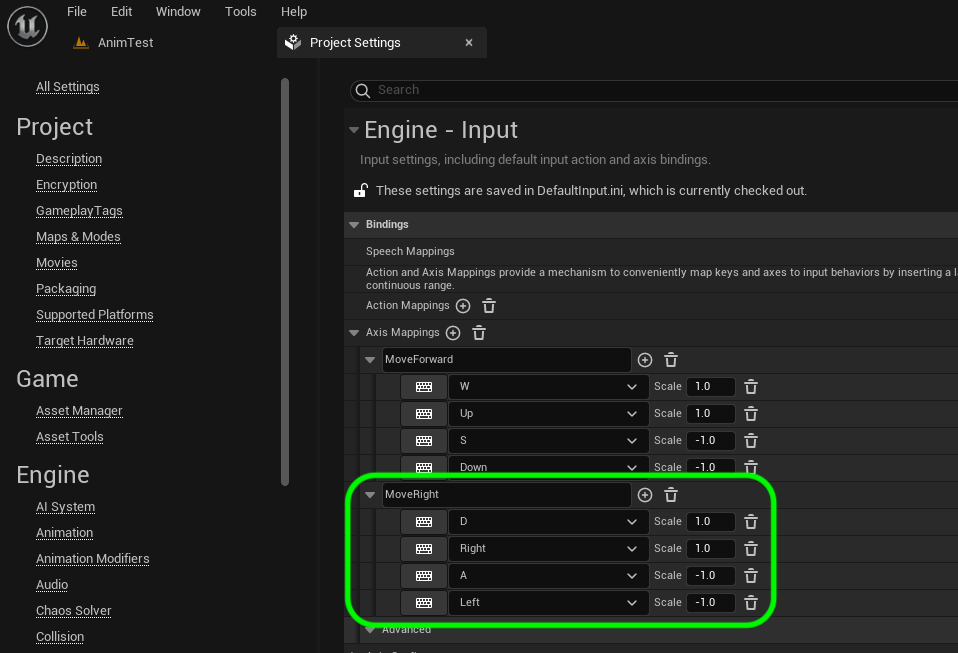 File Edit Window Tools Help
AnimTest
Project Settings
All Settings
Project
Description
Encryption
GameplayTags
Maps & Modes
Movies
Packaging
Supported Platforms
Target Hardware
Game
Asset Manager
Asset Tools
Engine
AI System
Animation
Animation Modifiers
Audio
Chaos Solver
Collision
Search
Engine - Input
Input settings, including default input action and axis bindings.
These settings are saved in DefaultInput.ini, which is currently checked out.
Bindings
Speech Mappings
Action and Axis Mappings provide a mechanism to conveniently map keys and axes to input behaviors by inserting a l
continuous range.
Action Mappings
Axis Mappings
MoveForward
W Scale 1.0
Up Scale 1.0
S Scale -1.0
Down Scale -1.0
MoveRight
D Scale 1.0
Right Scale 1.0
A Scale -1.0
Left Scale -1.0
Advanced